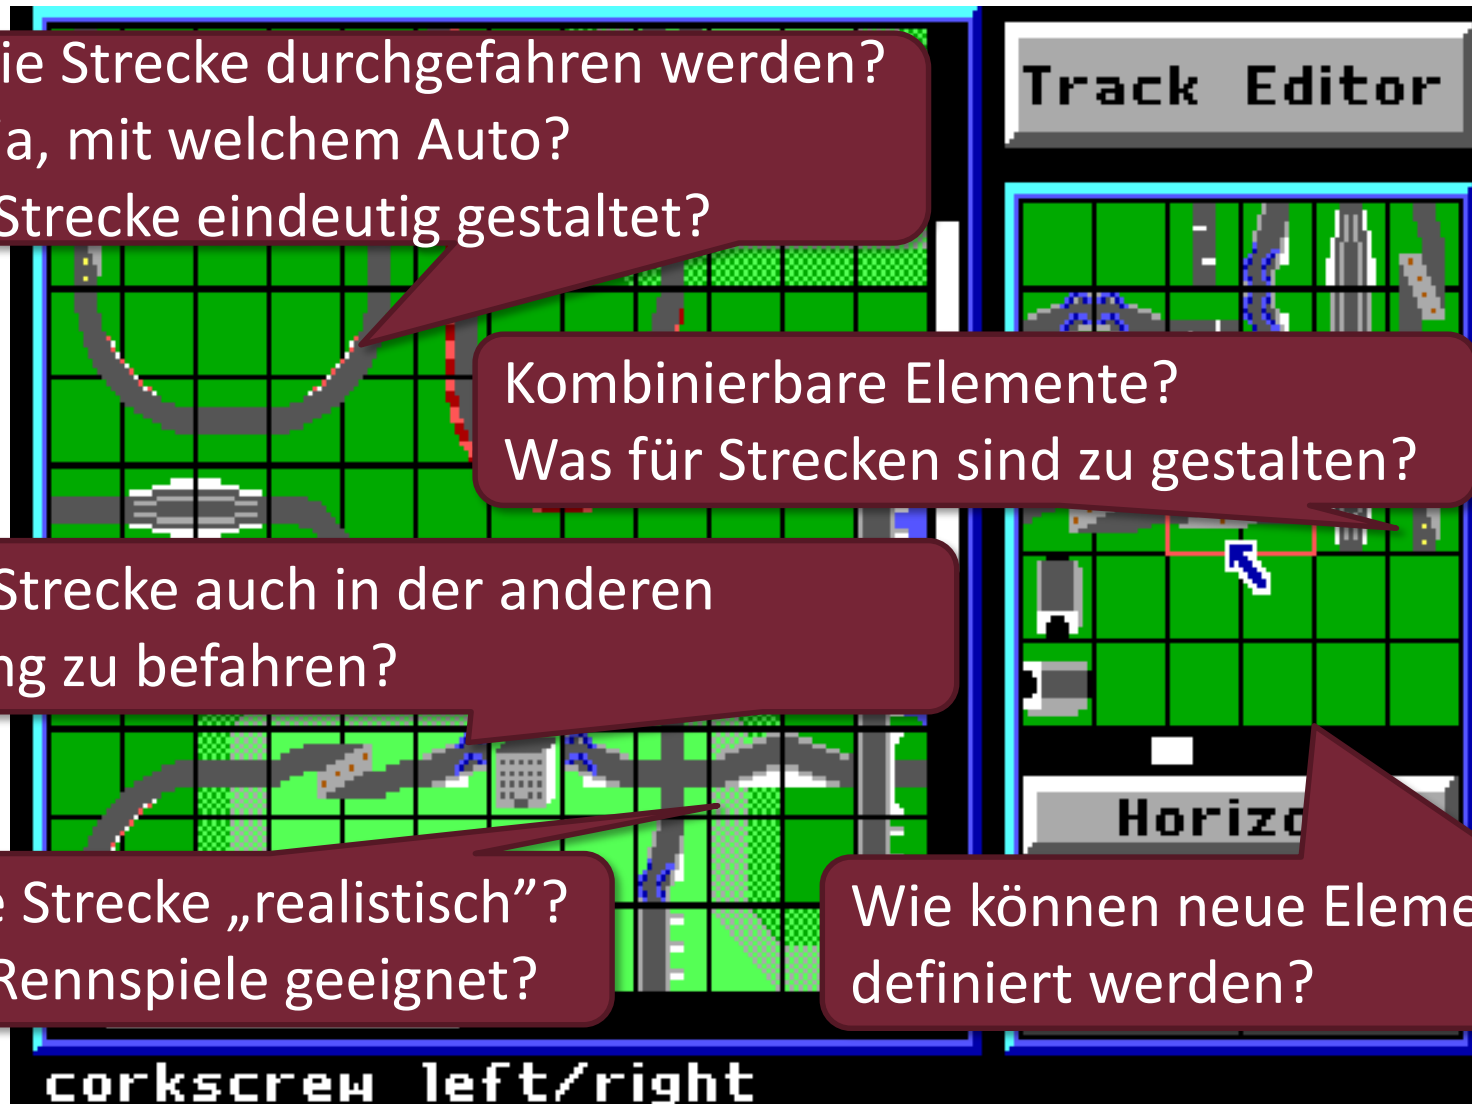 ie Strecke durchgefahren werden?
Ja, mit welchem Auto?
Strecke eindeutig gestaltet?
Track Editor
Kombinierbare Elemente?
Was für Strecken sind zu gestalten?
Strecke auch in der anderen
ng zu befahren?
Horizo
e Strecke „realistisch”?
Rennspiele geeignet?
Wie können neue Eleme
definiert werden?
corkscrew left/right